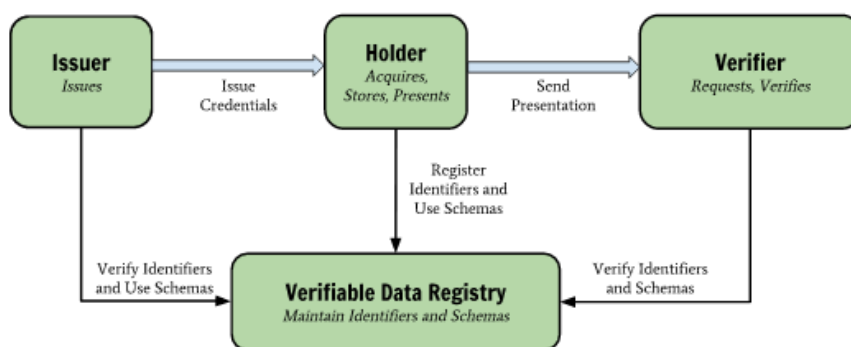 Issuer
Issues
Issue
Credentials
Holder
Acquires,
Stores, Presents
Send
Presentation
Verifier
Requests, Verifies
Register
Identifiers and
Use Schemas
Verify Identifiers
and Use Schemas
Verifiable Data Registry
Maintain Identifiers and Schemas
Verify Identifiers
and Schemas